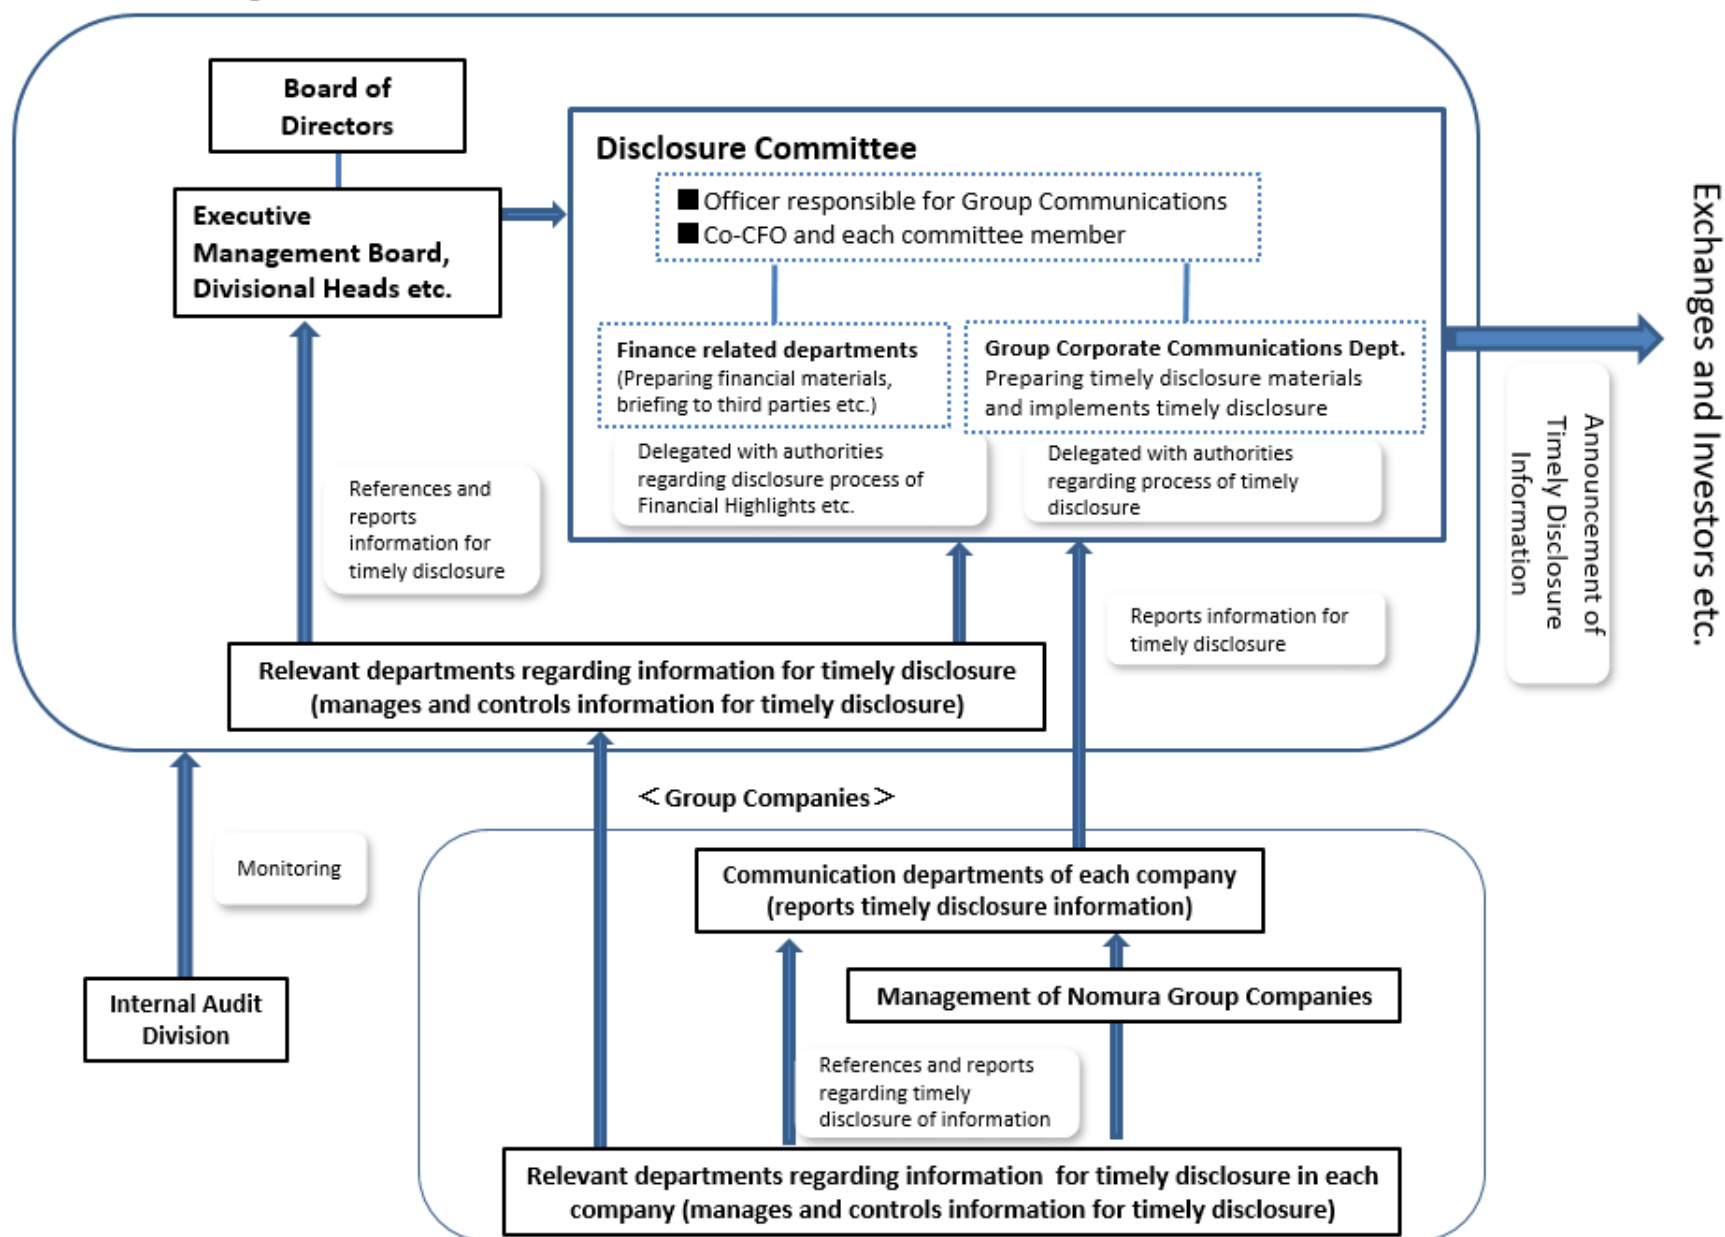 Board of
Directors
Executive
Management Board,
Divisional Heads etc.
Disclosure Committee
■ Officer responsible for Group Communications
■ Co-CFO and each committee member
Finance related departments
(Preparing financial materials,
briefing to third parties etc.)
Group Corporate Communications Dept.
Preparing timely disclosure materials
and implements timely disclosure
Delegated with authorities
regarding disclosure process of
Financial Highlights etc.
Delegated with authorities
regarding process of timely
disclosure
Exchanges and Investors etc.
Announcement of
Timely Disclosure
Information
References and
reports
information for
timely disclosure
Reports information for
timely disclosure
Relevant departments regarding information for timely disclosure
(manages and controls information for timely disclosure)
＜Group Companies＞
Monitoring
Communication departments of each company
(reports timely disclosure information)
Internal Audit
Division
Management of Nomura Group Companies
References and reports
regarding timely
disclosure of information
Relevant departments regarding information for timely disclosure in each
company (manages and controls information for timely disclosure)